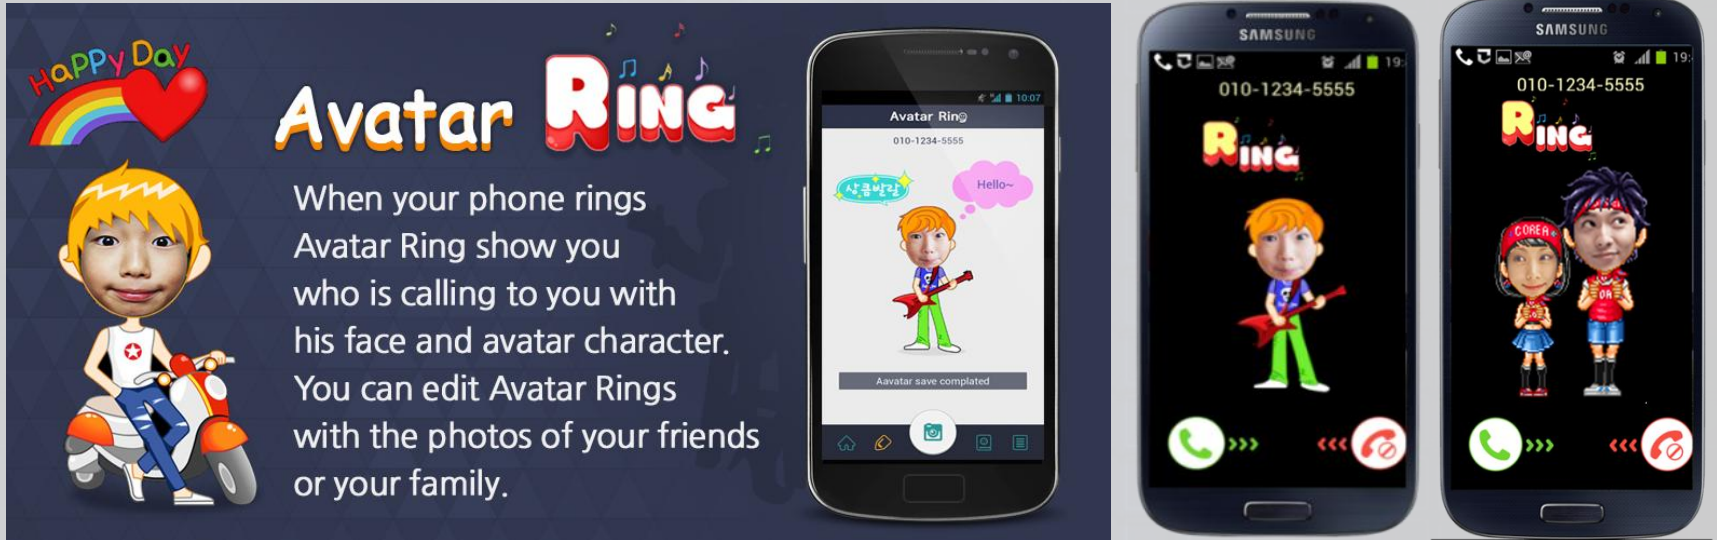 HaPPy Day
Avatar RING
When your phone rings
Avatar Ring show you
who is calling to you with
his face and avatar character.
You can edit Avatar Rings
with the photos of your friends
or your family.
10:07
Avatar Ring
010-1234-5555
상큼발랄
Hello~
Aavatar save complated
SAMSUNG
19:
010-1234-5555
RING
SAMSUNG
19:
010-1234-5555
RING
COREA